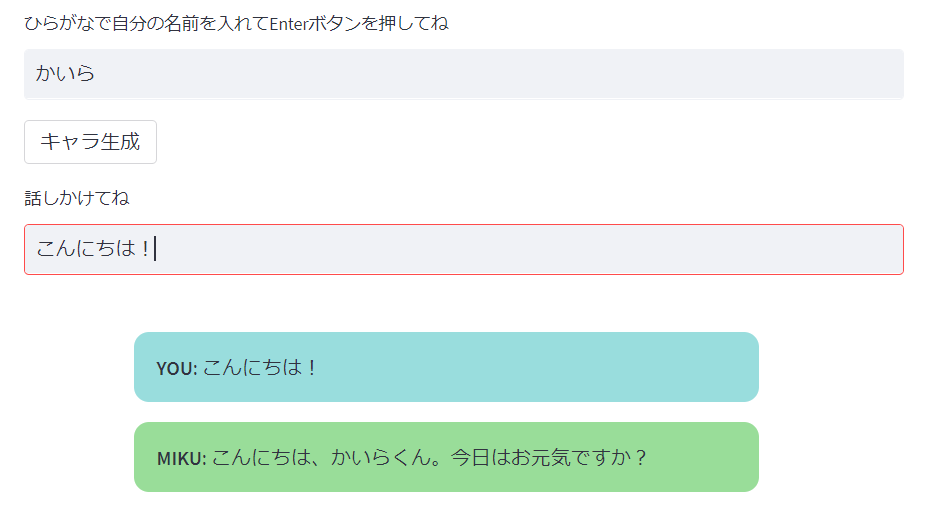 ひらがなで自分の名前を入れてEnterボタンを押してね
かいら
キャラ生成
話しかけてね
こんにちは！
YOU: こんにちは！
MIKU: こんにちは、かいらくん。今日はお元気ですか？